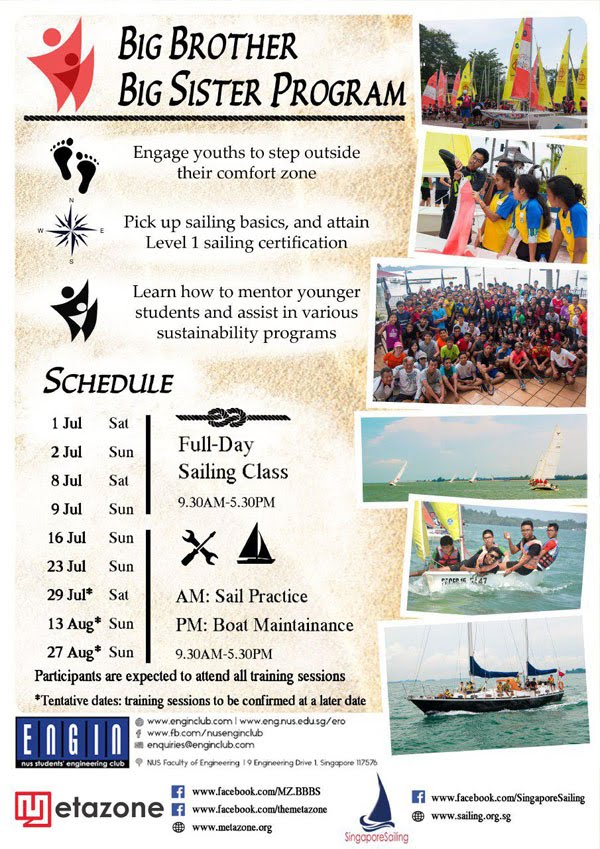 BIG BROTHER
BIG SISTER PROGRAM
Engage youths to step outside
their comfort zone
N
W E
S
Pick up sailing basics, and attain
Level 1 sailing certification
Learn how to mentor younger
students and assist in various
sustainability programs
SCHEDULE
1 Jul Sat
2 Jul Sun
8 Jul Sat
9 Jul Sun
Full-Day
Sailing Class
9.30AM-5.30PM
16 Jul Sun
23 Jul Sun
29 Jul* Sat
13 Aug* Sun
27 Aug* Sun
AM: Sail Practice
PM: Boat Maintainance
9.30AM-5.30PM
Participants are expected to attend all training sessions
*Tentative dates: training sessions to be confirmed at a later date
ENGIN
nus students' engineering club
www.enginclub.com | www.eng.nus.edu.sg/ero
www.fb.com/nusenginclub
enquiries@enginclub.com
NUS Faculty of Engineering | 9 Engineering Drive 1, Singapore 117576
metazone
www.facebook.com/MZ.BBBS
www.facebook.com/themetazone
www.metazone.org
SingaporeSailing
www.facebook.com/SingaporeSailing
www.sailing.org.sg